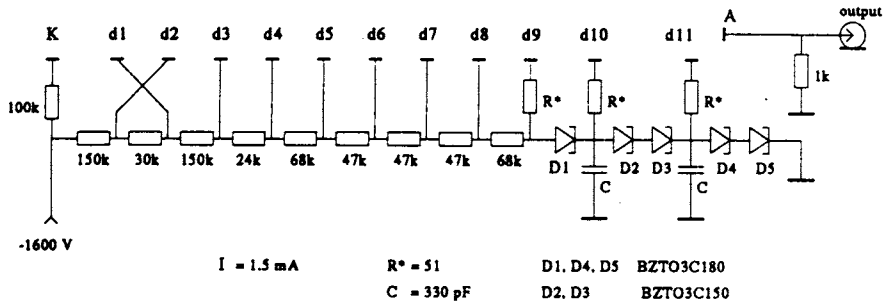 output
K d1 d2 d3 d4 d5 d6 d7 d8 d9 d10 d11 A
100k R* R* R* 1k
150k 30k 150k 24k 68k 47k 47k 47k 68k D1 C D2 D3 C D4 D5
-1600 V
I = 1.5 mA R* = 51 D1, D4, D5 BZTO3C180
C = 330 pF D2, D3 BZTO3C150